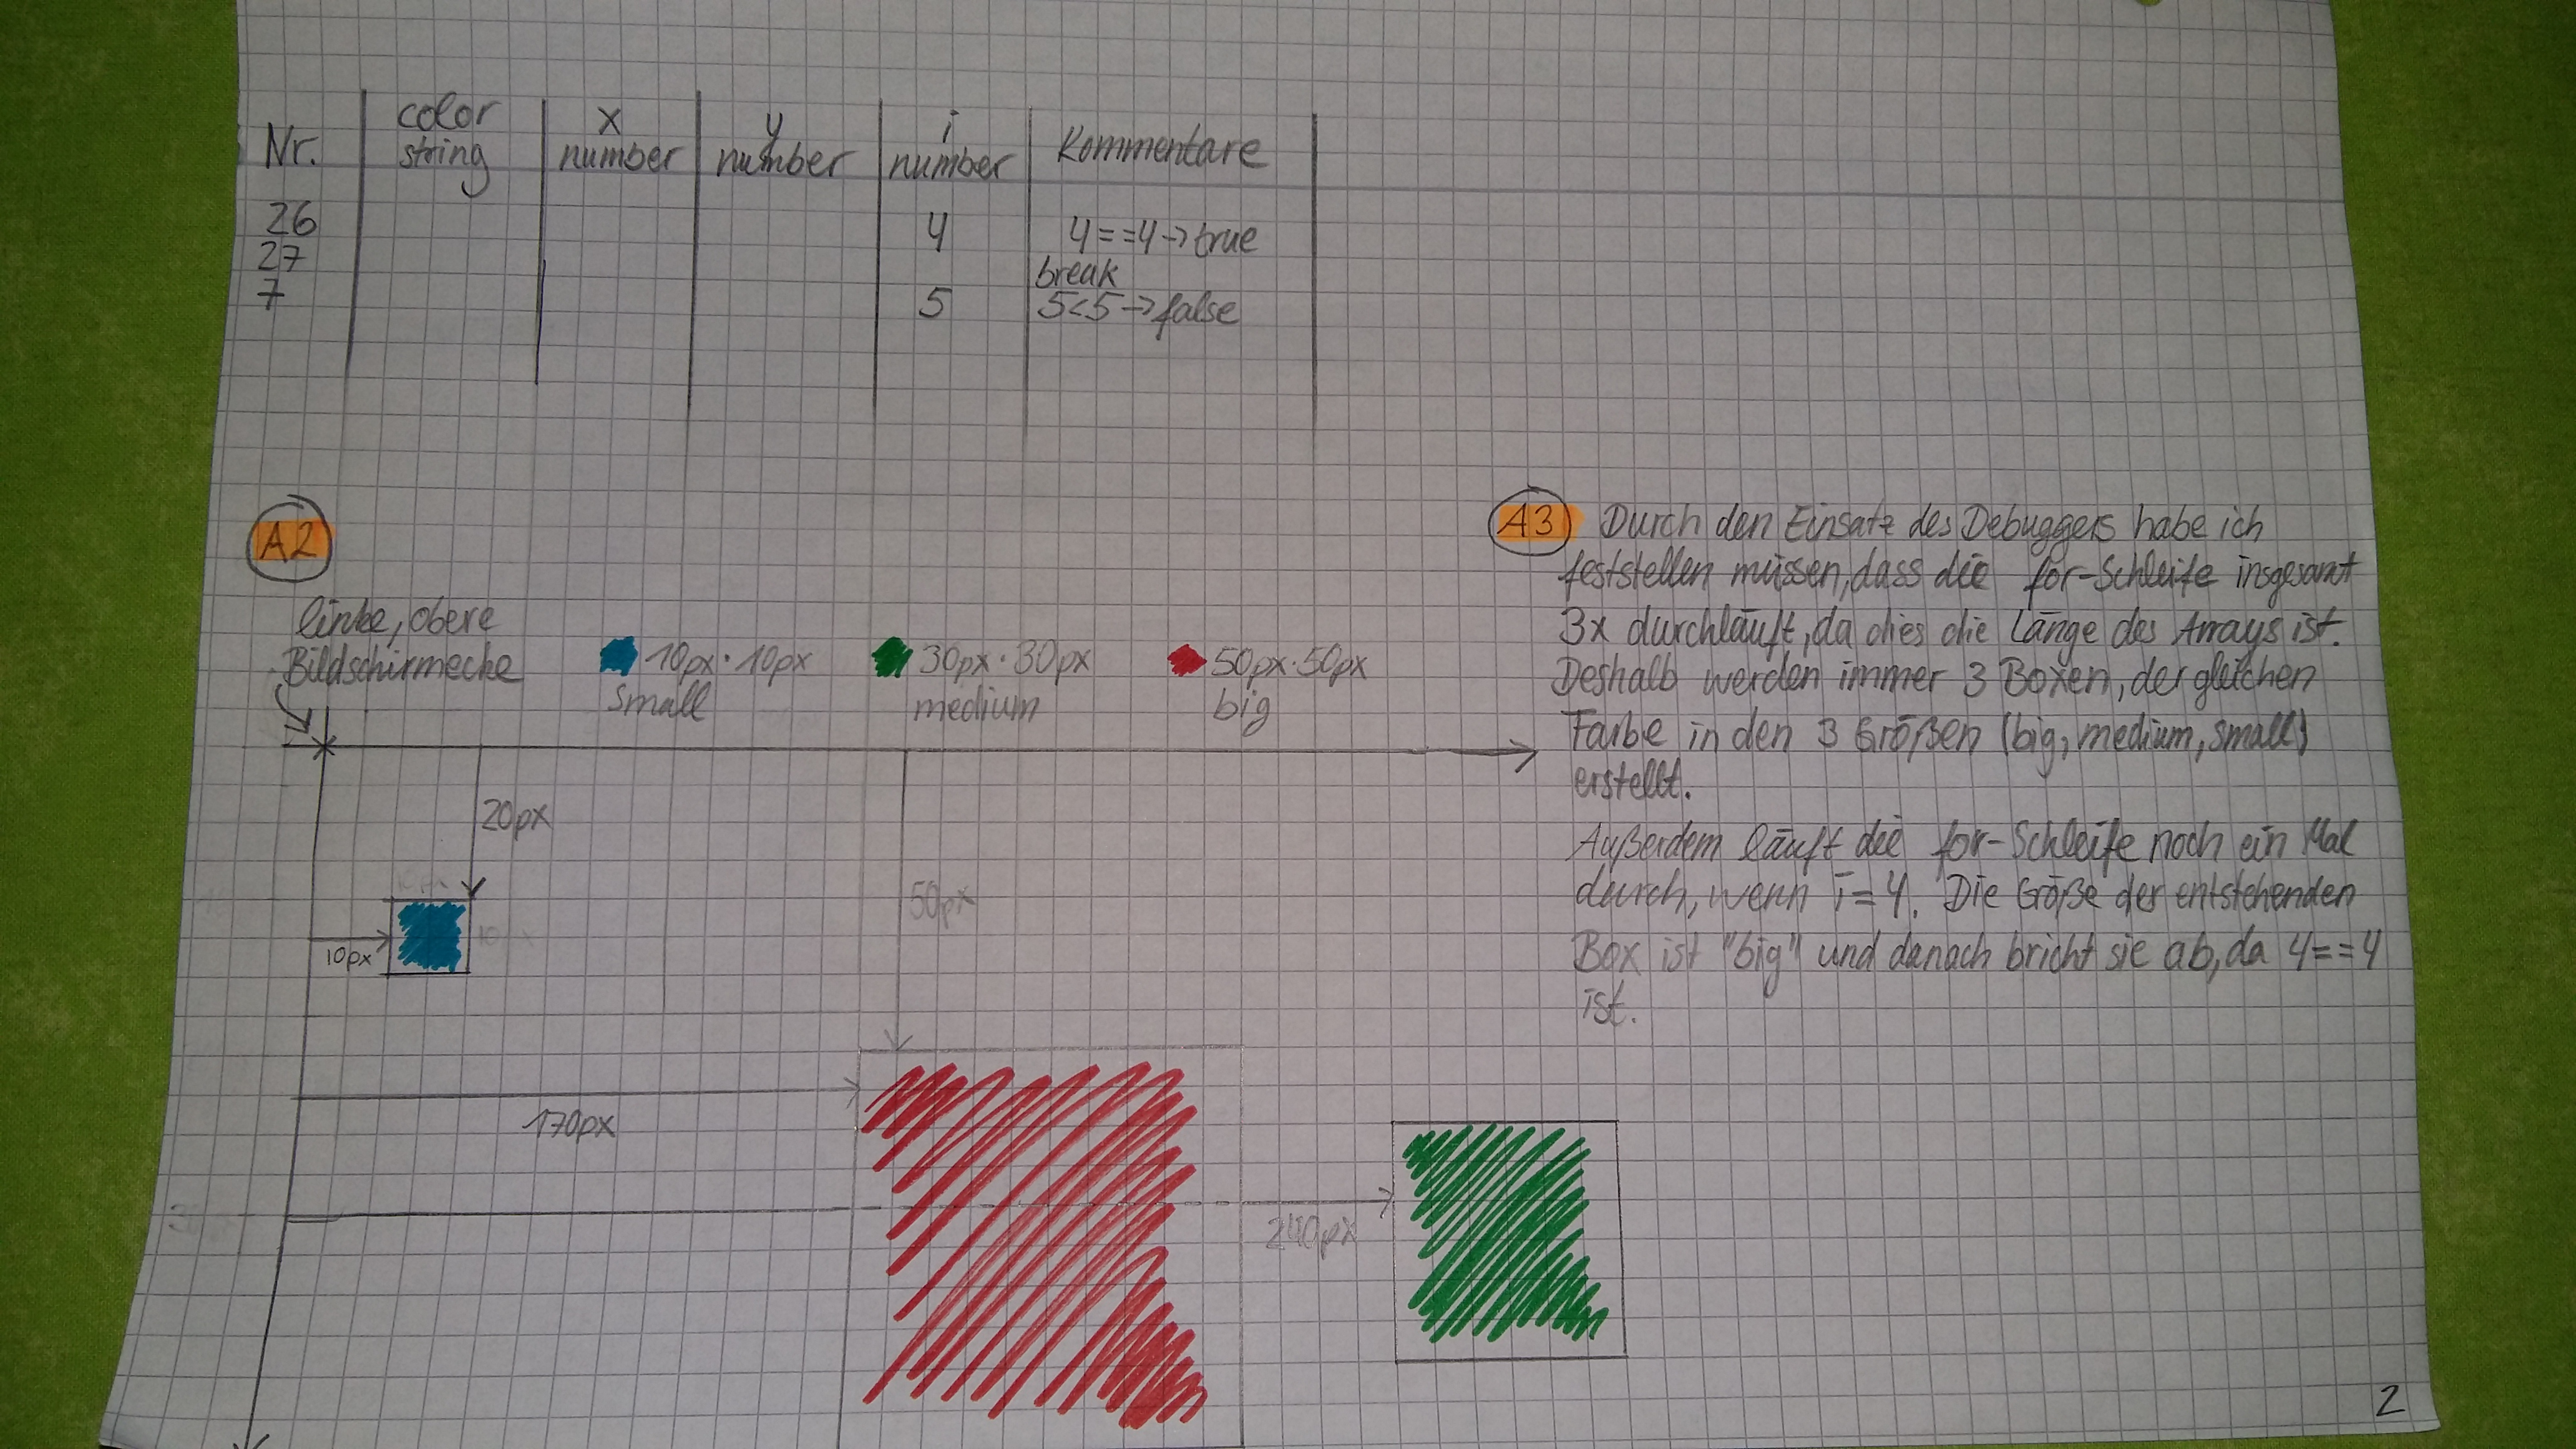 Nr. color string x number y number i number Kommentare
26 4 4==4→true
27 break
7 5 5<5→false
A2
linke, obere
Bildschirmecke
10px·10px
small
30px·30px
medium
50px·50px
big
20px
10px
50px
170px
240px
A3 Durch den Einsatz des Debuggers habe ich
feststellen müssen, dass die for-Schleife insgesamt
3x durchläuft, da dies die Länge des Arrays ist.
Deshalb werden immer 3 Boxen, der gleichen
Farbe in den 3 Größen (big, medium, small)
erstellt.
Außerdem läuft die for-Schleife noch ein Mal
durch, wenn i=4. Die Größe der entstehenden
Box ist "big" und danach bricht sie ab, da 4==4
ist.
2